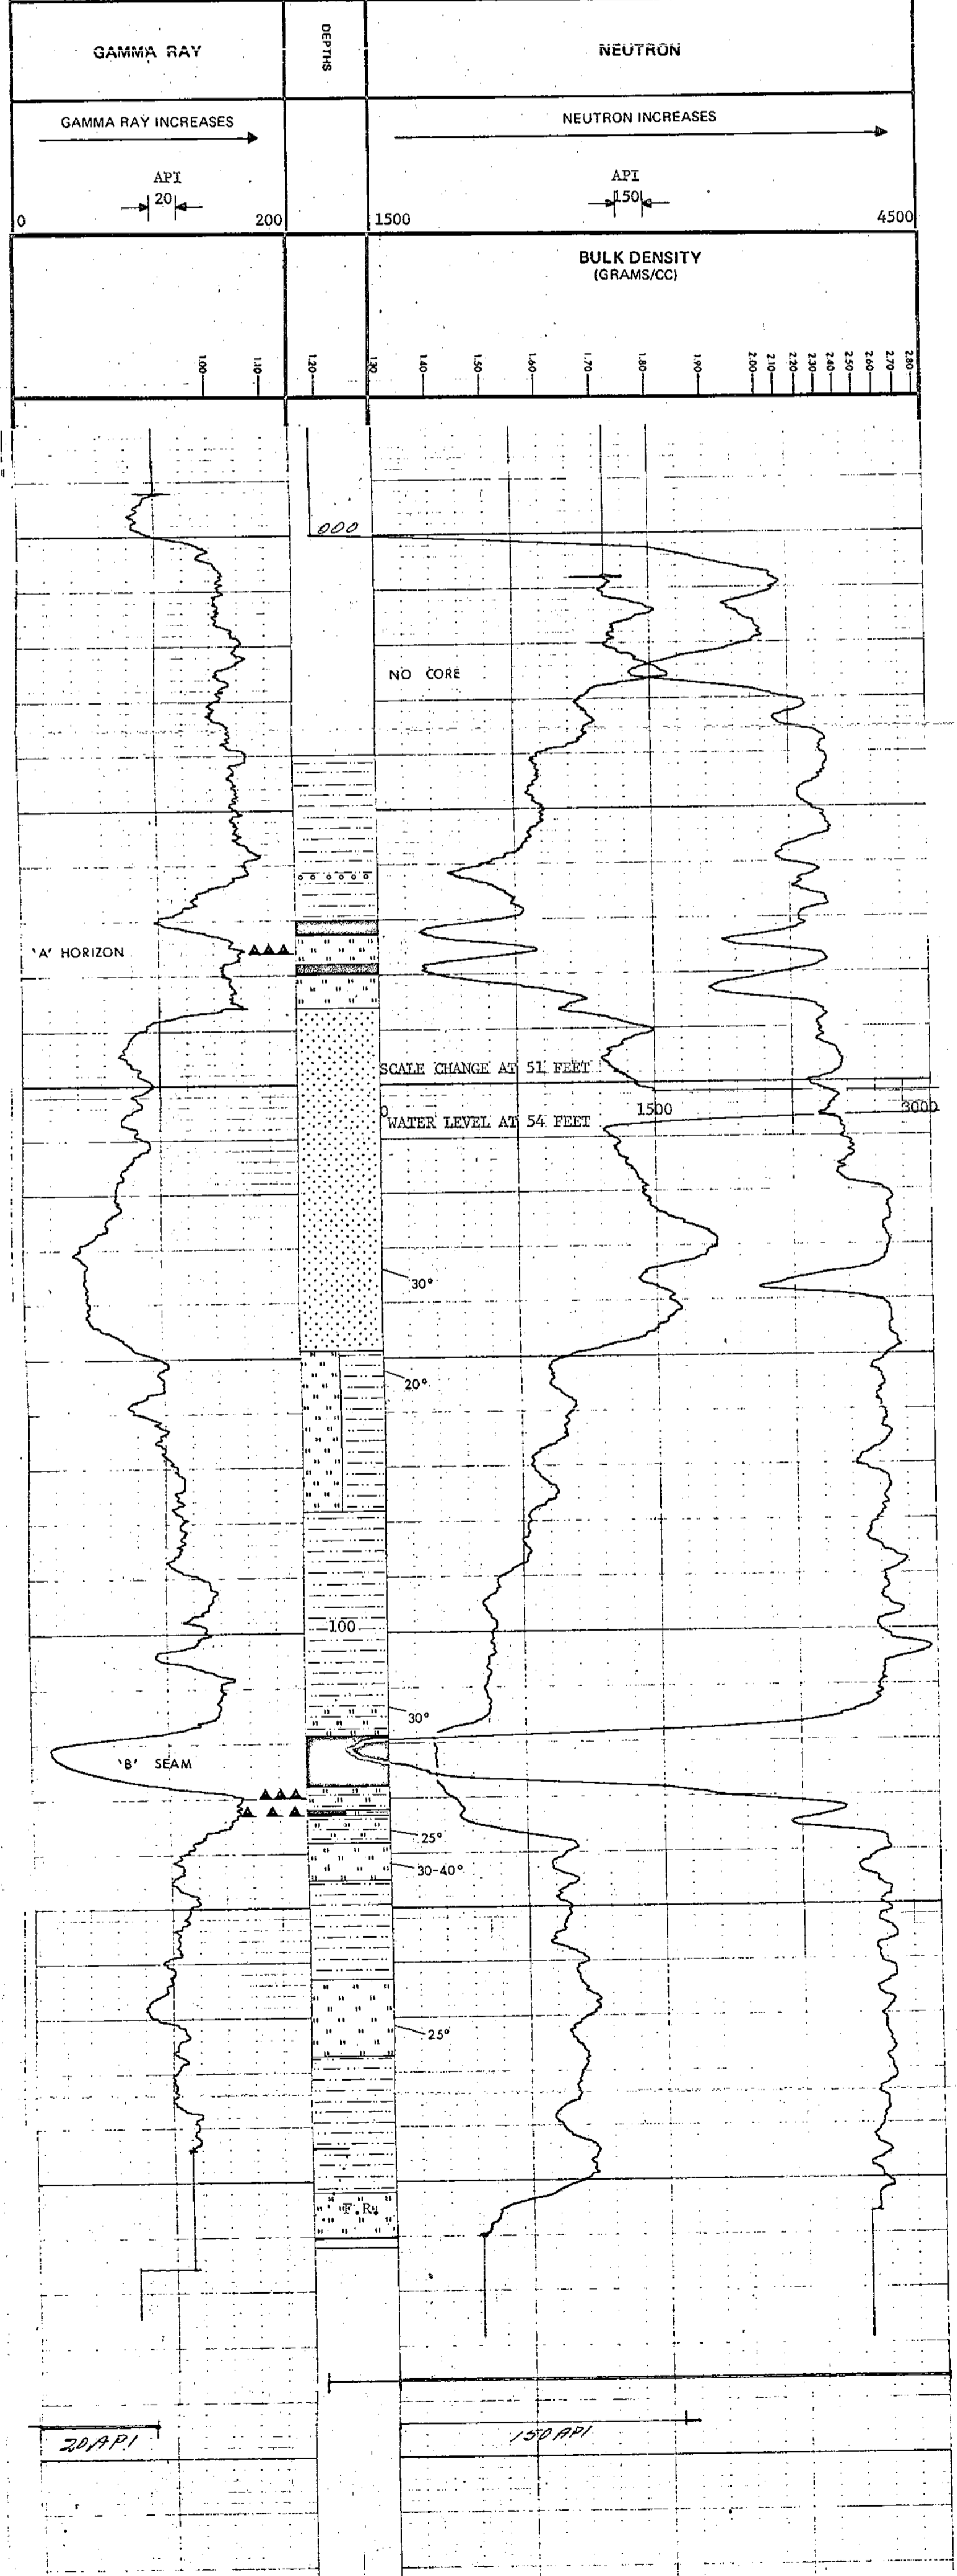 GAMMA RAY
DEPTHS
NEUTRON
GAMMA RAY INCREASES
NEUTRON INCREASES
API
20
API
150
0
200
1500
4500
BULK DENSITY
(GRAMS/CC)
1.00
1.10
1.20
1.30
1.40
1.50
1.60
1.70
1.80
1.90
2.00
2.10
2.20
2.30
2.40
2.50
2.60
2.70
2.80
000
NO CORE
'A' HORIZON
SCALE CHANGE AT 51 FEET
0
1500
3000
WATER LEVEL AT 54 FEET
30°
20°
100
30°
'B' SEAM
25°
30-40°
25°
F.R.
20 API
150 API